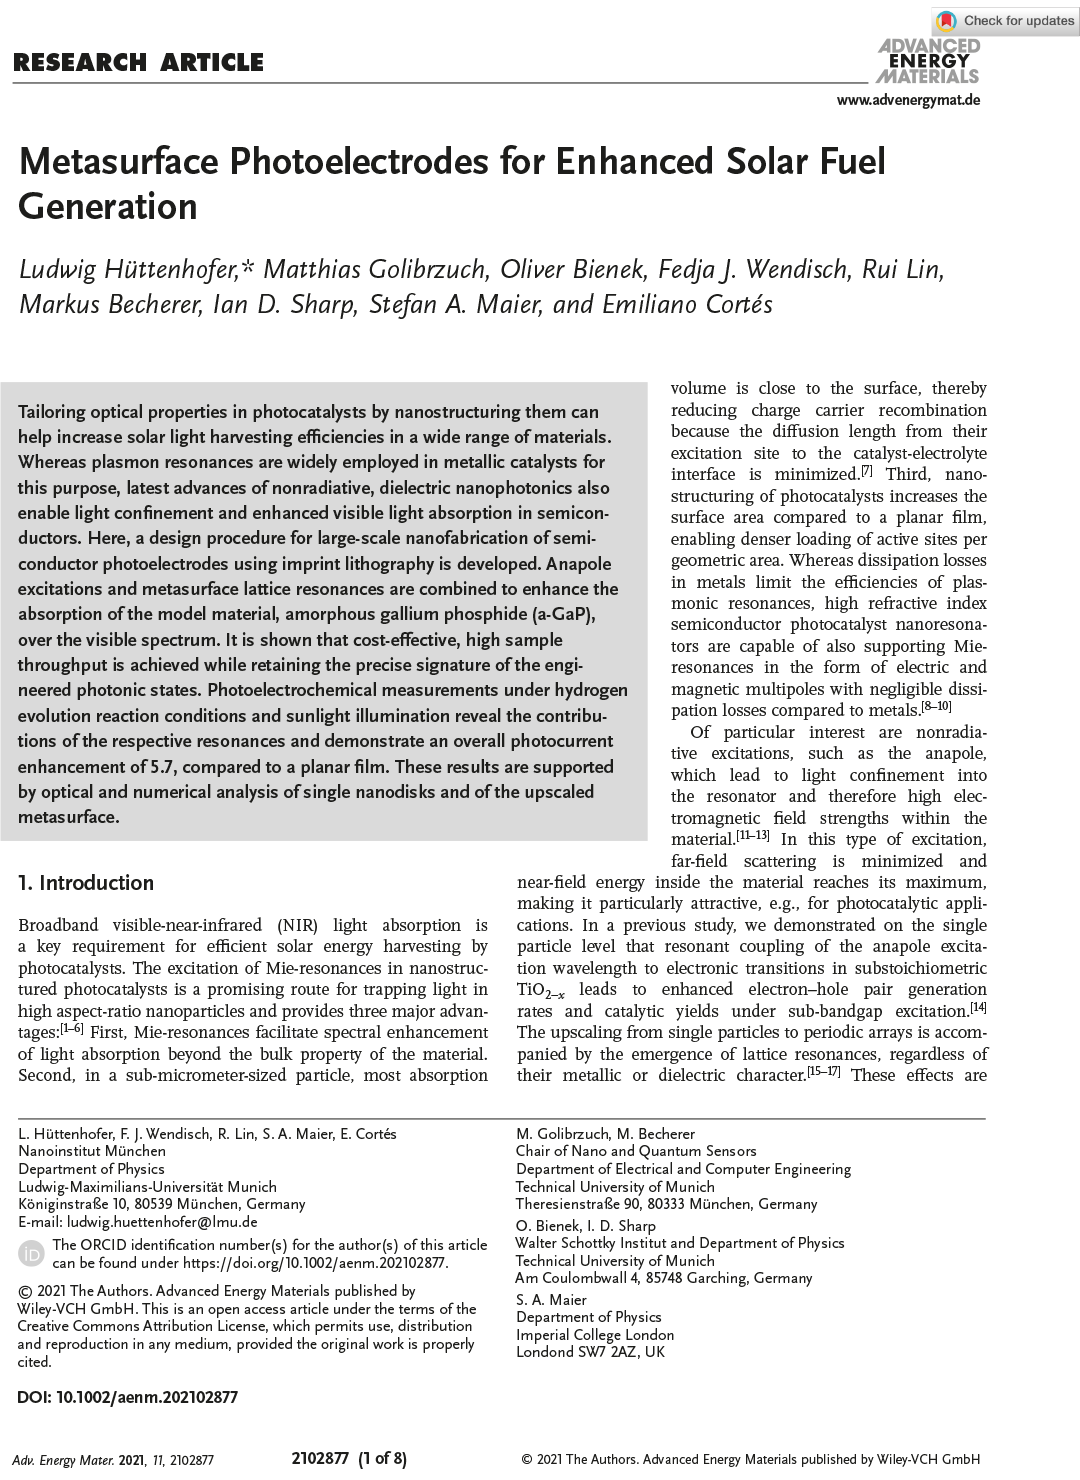 Check for updates
RESEARCH ARTICLE
ADVANCED
ENERGY
MATERIALS
www.advenergymat.de
Metasurface Photoelectrodes for Enhanced Solar Fuel
Generation
Ludwig Hüttenhofer,* Matthias Golibrzuch, Oliver Bienek, Fedja J. Wendisch, Rui Lin,
Markus Becherer, Ian D. Sharp, Stefan A. Maier, and Emiliano Cortés
Tailoring optical properties in photocatalysts by nanostructuring them can
help increase solar light harvesting efficiencies in a wide range of materials.
Whereas plasmon resonances are widely employed in metallic catalysts for
this purpose, latest advances of nonradiative, dielectric nanophotonics also
enable light confinement and enhanced visible light absorption in semicon-
ductors. Here, a design procedure for large-scale nanofabrication of semi-
conductor photoelectrodes using imprint lithography is developed. Anapole
excitations and metasurface lattice resonances are combined to enhance the
absorption of the model material, amorphous gallium phosphide (a-GaP),
over the visible spectrum. It is shown that cost-effective, high sample
throughput is achieved while retaining the precise signature of the engi-
neered photonic states. Photoelectrochemical measurements under hydrogen
evolution reaction conditions and sunlight illumination reveal the contribu-
tions of the respective resonances and demonstrate an overall photocurrent
enhancement of 5.7, compared to a planar film. These results are supported
by optical and numerical analysis of single nanodisks and of the upscaled
metasurface.
1. Introduction
Broadband visible-near-infrared (NIR) light absorption is
a key requirement for efficient solar energy harvesting by
photocatalysts. The excitation of Mie-resonances in nanostruc-
tured photocatalysts is a promising route for trapping light in
high aspect-ratio nanoparticles and provides three major advan-
tages:[1–6] First, Mie-resonances facilitate spectral enhancement
of light absorption beyond the bulk property of the material.
Second, in a sub-micrometer-sized particle, most absorption
volume is close to the surface, thereby
reducing charge carrier recombination
because the diffusion length from their
excitation site to the catalyst-electrolyte
interface is minimized.[7] Third, nano-
structuring of photocatalysts increases the
surface area compared to a planar film,
enabling denser loading of active sites per
geometric area. Whereas dissipation losses
in metals limit the efficiencies of plas-
monic resonances, high refractive index
semiconductor photocatalyst nanoresona-
tors are capable of also supporting Mie-
resonances in the form of electric and
magnetic multipoles with negligible dissi-
pation losses compared to metals.[8–10]
Of particular interest are nonradia-
tive excitations, such as the anapole,
which lead to light confinement into
the resonator and therefore high elec-
tromagnetic field strengths within the
material.[11–13] In this type of excitation,
far-field scattering is minimized and
near-field energy inside the material reaches its maximum,
making it particularly attractive, e.g., for photocatalytic appli-
cations. In a previous study, we demonstrated on the single
particle level that resonant coupling of the anapole excita-
tion wavelength to electronic transitions in substoichiometric
TiO2–x leads to enhanced electron–hole pair generation
rates and catalytic yields under sub-bandgap excitation.[14]
The upscaling from single particles to periodic arrays is accom-
panied by the emergence of lattice resonances, regardless of
their metallic or dielectric character.[15–17] These effects are
L. Hüttenhofer, F. J. Wendisch, R. Lin, S. A. Maier, E. Cortés
Nanoinstitut München
Department of Physics
Ludwig-Maximilians-Universität Munich
Königinstraße 10, 80539 München, Germany
E-mail: ludwig.huettenhofer@lmu.de
iD
The ORCID identification number(s) for the author(s) of this article
can be found under https://doi.org/10.1002/aenm.202102877.
© 2021 The Authors. Advanced Energy Materials published by
Wiley-VCH GmbH. This is an open access article under the terms of the
Creative Commons Attribution License, which permits use, distribution
and reproduction in any medium, provided the original work is properly
cited.
DOI: 10.1002/aenm.202102877
M. Golibrzuch, M. Becherer
Chair of Nano and Quantum Sensors
Department of Electrical and Computer Engineering
Technical University of Munich
Theresienstraße 90, 80333 München, Germany
O. Bienek, I. D. Sharp
Walter Schottky Institut and Department of Physics
Technical University of Munich
Am Coulombwall 4, 85748 Garching, Germany
S. A. Maier
Department of Physics
Imperial College London
Londond SW7 2AZ, UK
Adv. Energy Mater. 2021, 11, 2102877
2102877 (1 of 8)
© 2021 The Authors. Advanced Energy Materials published by Wiley-VCH GmbH